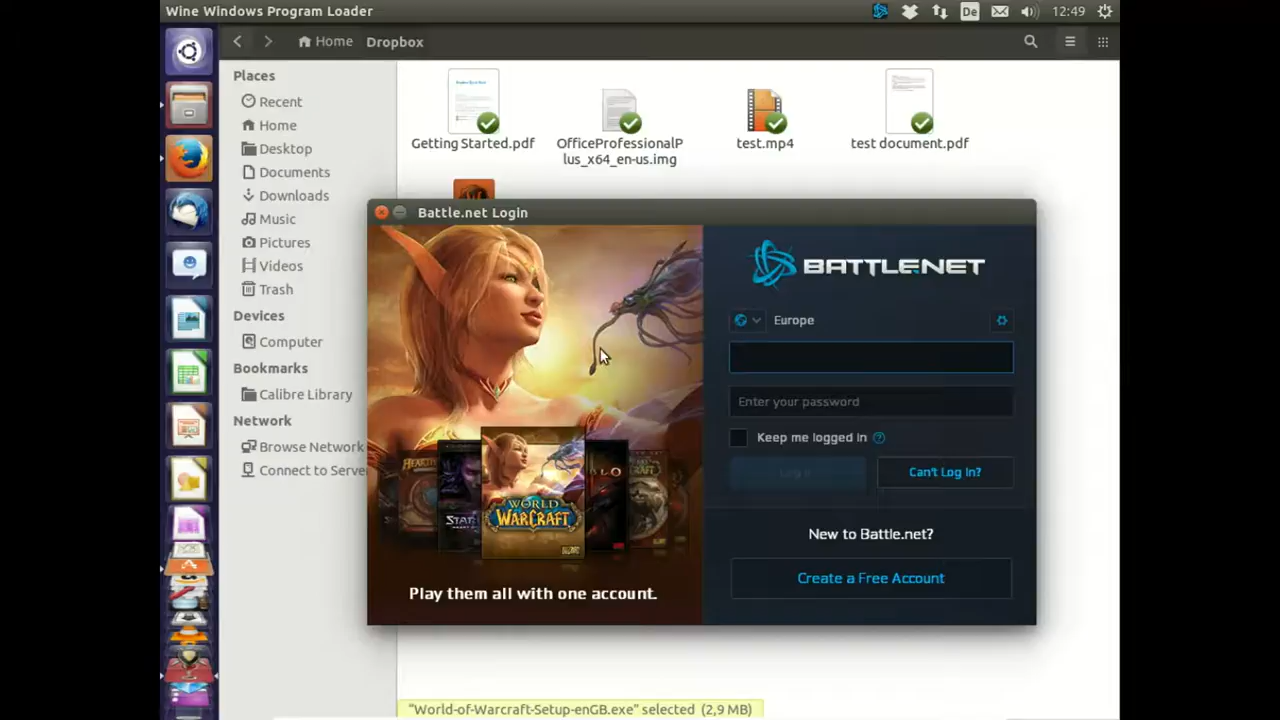 Wine Windows Program Loader
De
12:49
Home
Dropbox
Places
Recent
Home
Desktop
Documents
Downloads
Music
Pictures
Videos
Trash
Devices
Computer
Bookmarks
Calibre Library
Network
Browse Network
Connect to Serve
Getting Started.pdf
OfficeProfessionalP
lus_x64_en-us.img
test.mp4
test document.pdf
Battle.net Login
WORLD
WARCRAFT
Play them all with one account.
BATTLE.NET
Europe
Enter your password
Keep me logged in
Can't Log In?
New to Battle.net?
Create a Free Account
"World-of-Warcraft-Setup-enGB.exe" selected (2,9 MB)